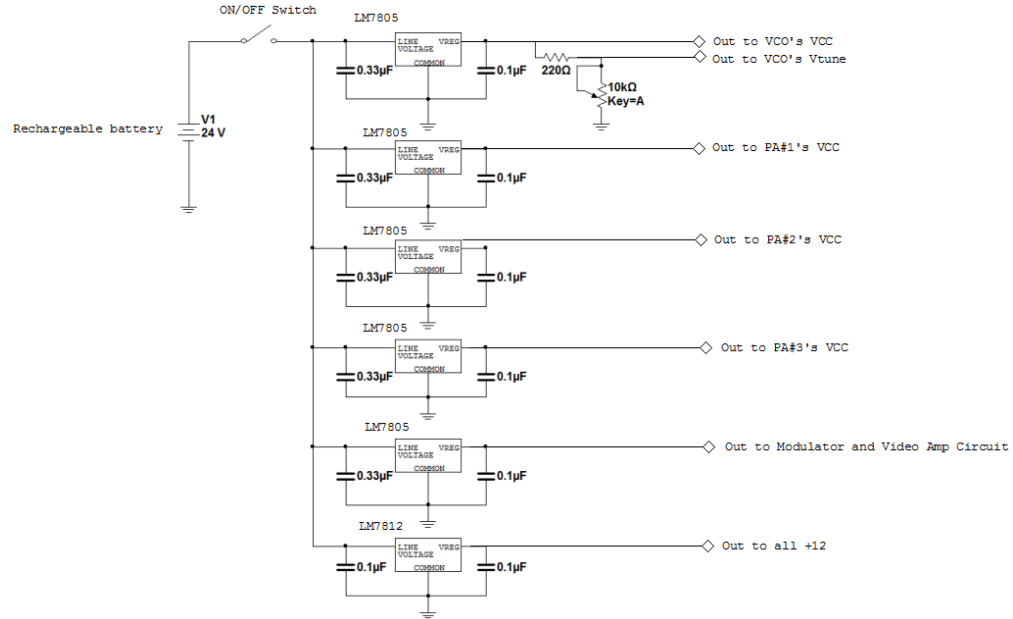 ON/OFF Switch
LM7805
LINE VREG
VOLTAGE
COMMON
0.33µF
0.1µF
220Ω
10kΩ
Key=A
Out to VCO's VCC
Out to VCO's Vtune
Rechargeable battery
V1
24 V
LM7805
LINE VREG
VOLTAGE
COMMON
0.33µF
0.1µF
Out to PA#1's VCC
LM7805
LINE VREG
VOLTAGE
COMMON
0.33µF
0.1µF
Out to PA#2's VCC
LM7805
LINE VREG
VOLTAGE
COMMON
0.33µF
0.1µF
Out to PA#3's VCC
LM7805
LINE VREG
VOLTAGE
COMMON
0.33µF
0.1µF
Out to Modulator and Video Amp Circuit
LM7812
LINE VREG
VOLTAGE
COMMON
0.1µF
0.1µF
Out to all +12